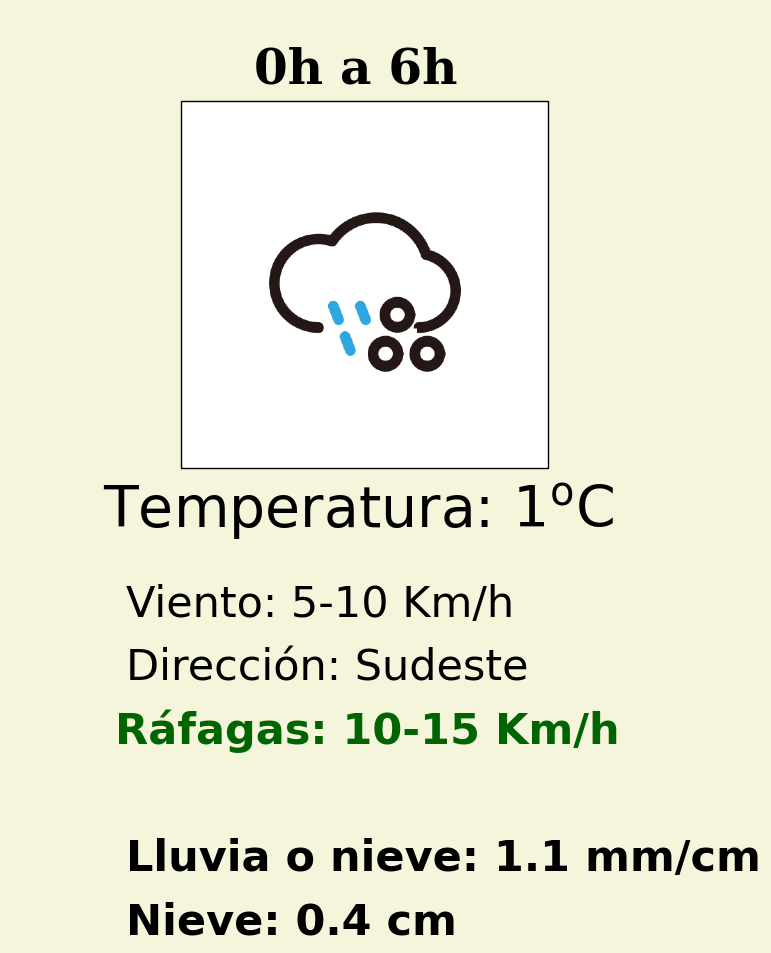 0h a 6h
Temperatura: 1ºC
Viento: 5-10 Km/h
Dirección: Sudeste
Ráfagas: 10-15 Km/h
Lluvia o nieve: 1.1 mm/cm
Nieve: 0.4 cm